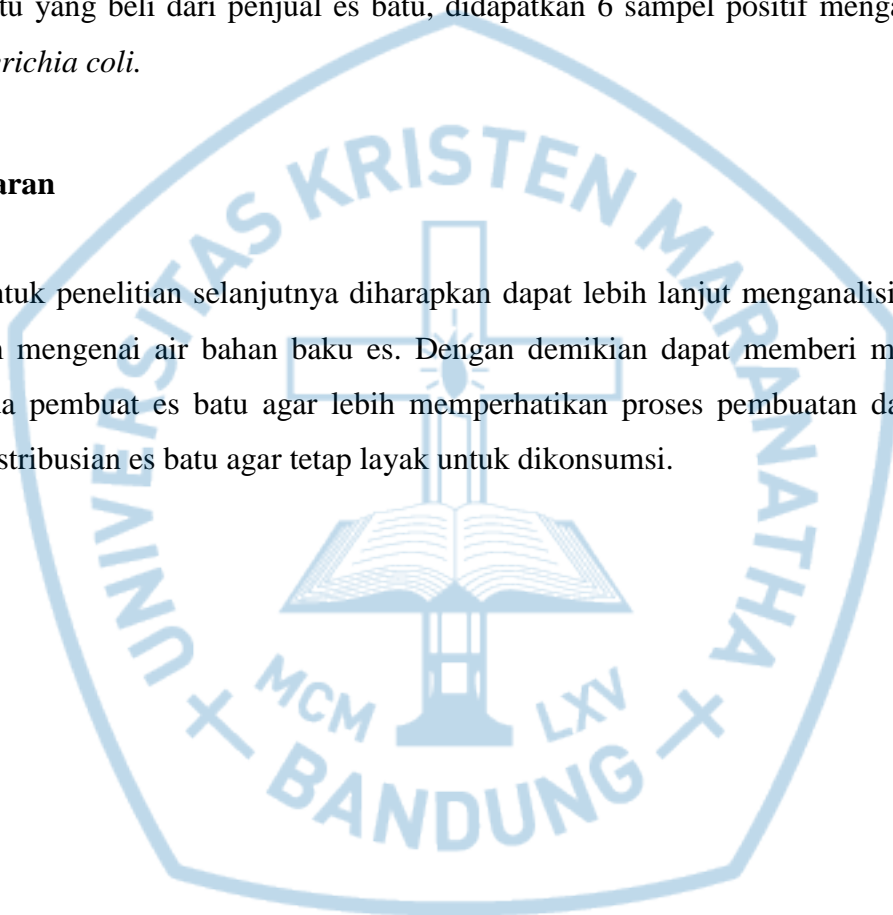 tu yang beli dari penjual es batu, didapatkan 6 sampel positif menga
erichia coli.
aran
ntuk penelitian selanjutnya diharapkan dapat lebih lanjut menganalisi
n mengenai air bahan baku es. Dengan demikian dapat memberi m
a pembuat es batu agar lebih memperhatikan proses pembuatan da
stribusian es batu agar tetap layak untuk dikonsumsi.
UNIVERSITAS KRISTEN MARANATHA
MCM LXV
BANDUNG